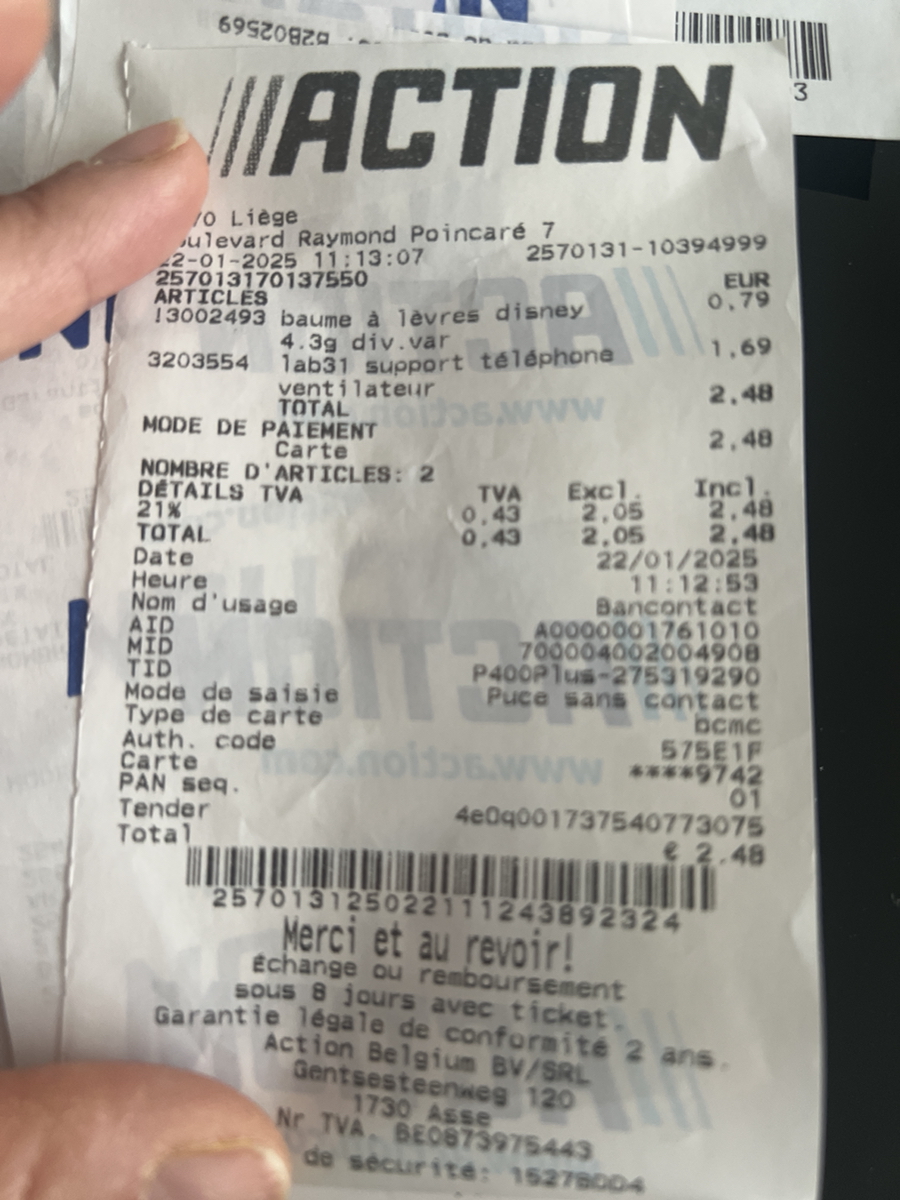 B2B02569
3
ACTION
Liège
Boulevard Raymond Poincaré 7
22-01-2025 11:13:07 2570131-10394999
257013170137550 EUR
ARTICLES 0,79
13002493 baume à lèvres disney
4.3g div.var 1,69
3203554 lab31 support téléphone
ventilateur 2,48
TOTAL
MODE DE PAIEMENT 2,48
Carte
NOMBRE D'ARTICLES: 2
DÉTAILS TVA TVA Excl. Incl.
21% 0,43 2,05 2,48
TOTAL 0,43 2,05 2,48
Date 22/01/2025
Heure 11:12:53
Nom d'usage Bancontact
AID A0000001761010
MID 700004002004908
TID P400Plus-275319290
Mode de saisie Puce sans contact
Type de carte bcmc
Auth. code 575E1F
Carte ****9742
PAN seq. 01
Tender 4e0q001737540773075
Total € 2.48
2570131250221112438923​24
Merci et au revoir!
Échange ou remboursement
sous 8 jours avec ticket.
Garantie légale de conformité 2 ans.
Action Belgium BV/SRL
Gentsesteenweg 120
1730 Asse
Nr TVA. BE0873975443
de sécurité: 15278004
www.action.com